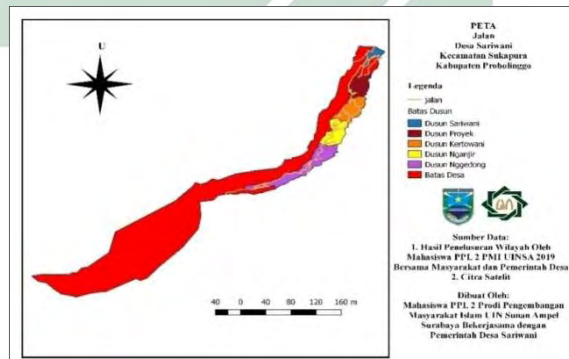 PETA
Jalan
Desa Sariwani
Kecamatan Sukapura
Kabupaten Probolinggo
U
Legenda
jalan
Batas Dusun
Dusun Sariwani
Dusun Proyek
Dusun Kertowani
Dusun Nganjir
Dusun Nggedong
Batas Desa
Sumber Data:
1. Hasil Penelusuran Wilayah Oleh
Mahasiswa PPL 2 PMI UINSA 2019
Bersama Masyarakat dan Pemerintah Desa
2. Citra Satelit
40 0 40 80 120 160 m
Dibuat Oleh:
Mahasiswa PPL 2 Prodi Pengembangan
Masyarakat Islam UIN Sunan Ampel
Surabaya Bekerjasama dengan
Pemerintah Desa Sariwani